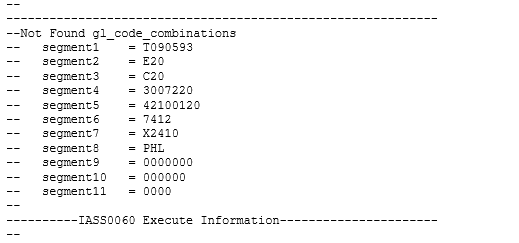 --
------------------------------------------------------------
--Not Found gl_code_combinations
--   segment1    = T090593
--   segment2    = E20
--   segment3    = C20
--   segment4    = 3007220
--   segment5    = 42100120
--   segment6    = 7412
--   segment7    = X2410
--   segment8    = PHL
--   segment9    = 0000000
--   segment10   = 000000
--   segment11   = 0000
--
----------IASS0060 Execute Information----------------------
--